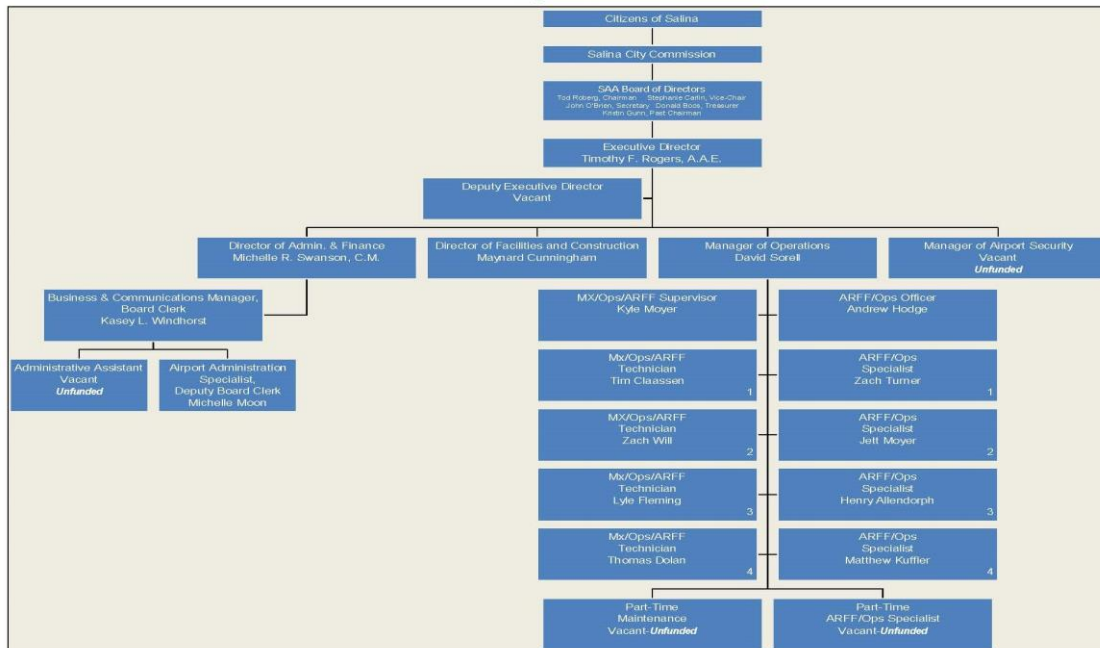 Citizens of Salina
Salina City Commission
SAA Board of Directors
Tod Roberg, Chairman Stephanie Carlin, Vice-Chair
John O'Brien, Secretary Donald Boos, Treasurer
Kristin Gunn, Past Chairman
Executive Director
Timothy F. Rogers, A.A.E.
Deputy Executive Director
Vacant
Director of Admin. & Finance
Michelle R. Swanson, C.M.
Director of Facilities and Construction
Maynard Cunningham
Manager of Operations
David Sorell
Manager of Airport Security
Vacant
Unfunded
Business & Communications Manager,
Board Clerk
Kasey L. Windhorst
Administrative Assistant
Vacant
Unfunded
Airport Administration
Specialist,
Deputy Board Clerk
Michelle Moon
MX/Ops/ARFF Supervisor
Kyle Moyer
ARFF/Ops Officer
Andrew Hodge
Mx/Ops/ARFF
Technician
Tim Claassen
1
ARFF/Ops
Specialist
Zach Turner
1
MX/Ops/ARFF
Technician
Zach Will
2
ARFF/Ops
Specialist
Jett Moyer
2
Mx/Ops/ARFF
Technician
Lyle Fleming
3
ARFF/Ops
Specialist
Henry Allendorph
3
Mx/Ops/ARFF
Technician
Thomas Dolan
4
ARFF/Ops
Specialist
Matthew Kuffler
4
Part-Time
Maintenance
Vacant-Unfunded
Part-Time
ARFF/Ops Specialist
Vacant-Unfunded